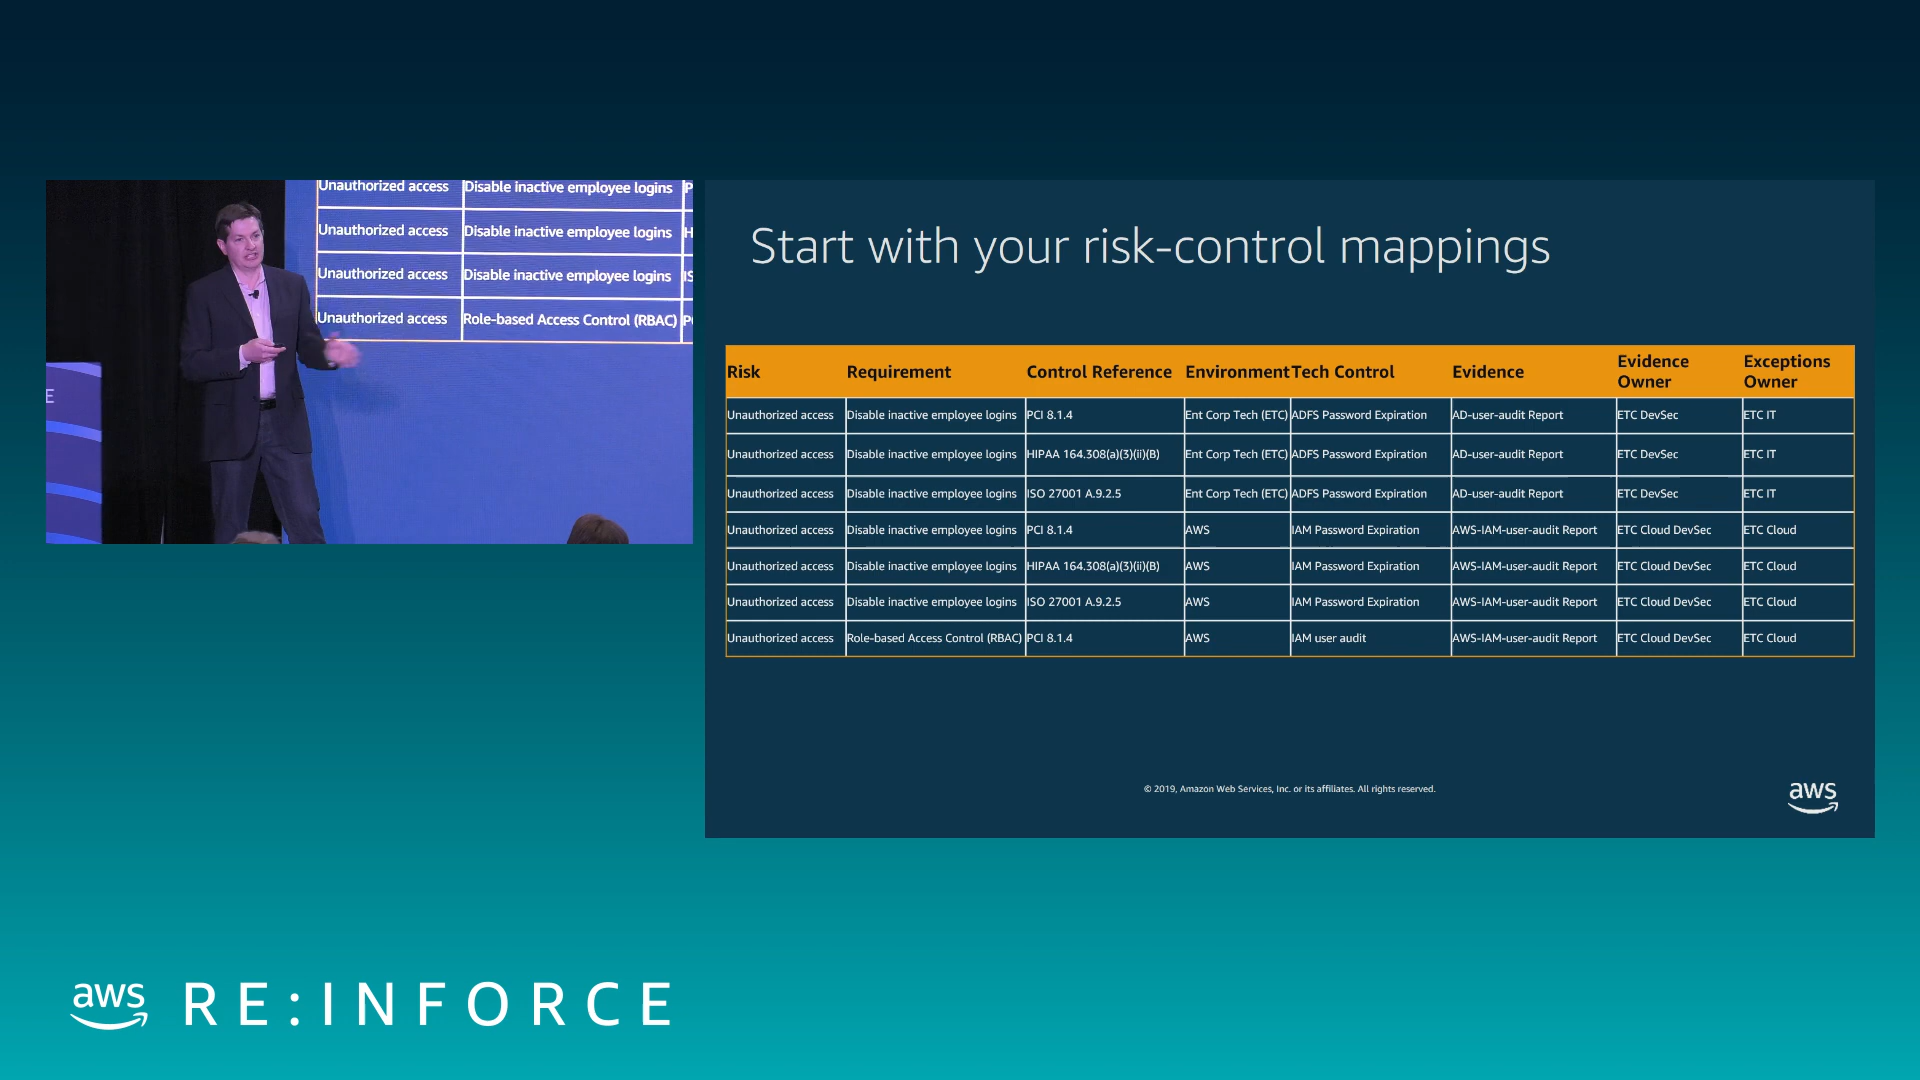 Unauthorized access Disable inactive employee logins P
Unauthorized access Disable inactive employee logins H
Unauthorized access Disable inactive employee logins IS
Unauthorized access Role-based Access Control (RBAC) P
E
Start with your risk-control mappings
Risk Requirement Control Reference Environment Tech Control Evidence Evidence Owner Exceptions Owner
Unauthorized access Disable inactive employee logins PCI 8.1.4 Ent Corp Tech (ETC) ADFS Password Expiration AD-user-audit Report ETC DevSec ETC IT
Unauthorized access Disable inactive employee logins HIPAA 164.308(a)(3)(ii)(B) Ent Corp Tech (ETC) ADFS Password Expiration AD-user-audit Report ETC DevSec ETC IT
Unauthorized access Disable inactive employee logins ISO 27001 A.9.2.5 Ent Corp Tech (ETC) ADFS Password Expiration AD-user-audit Report ETC DevSec ETC IT
Unauthorized access Disable inactive employee logins PCI 8.1.4 AWS IAM Password Expiration AWS-IAM-user-audit Report ETC Cloud DevSec ETC Cloud
Unauthorized access Disable inactive employee logins HIPAA 164.308(a)(3)(ii)(B) AWS IAM Password Expiration AWS-IAM-user-audit Report ETC Cloud DevSec ETC Cloud
Unauthorized access Disable inactive employee logins ISO 27001 A.9.2.5 AWS IAM Password Expiration AWS-IAM-user-audit Report ETC Cloud DevSec ETC Cloud
Unauthorized access Role-based Access Control (RBAC) PCI 8.1.4 AWS IAM user audit AWS-IAM-user-audit Report ETC Cloud DevSec ETC Cloud
© 2019, Amazon Web Services, Inc. or its affiliates. All rights reserved.
aws
aws RE:INFORCE